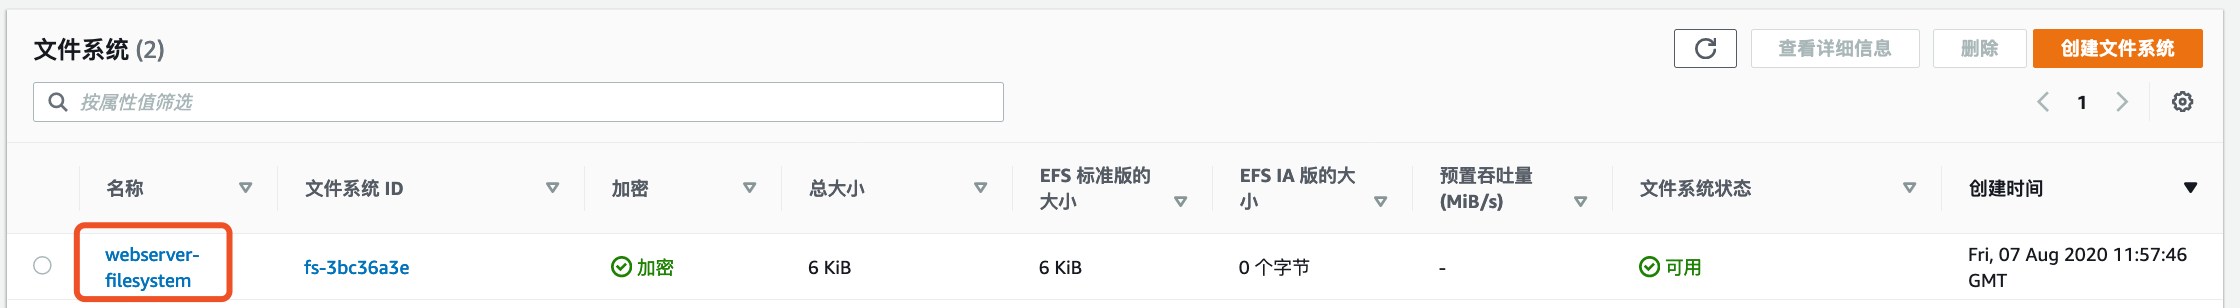 文件系统 (2)
查看详细信息
删除
创建文件系统
按属性值筛选
1
名称
文件系统 ID
加密
总大小
EFS 标准版的
大小
EFS IA 版的大
小
预置吞吐量
(MiB/s)
文件系统状态
创建时间
webserver-
filesystem
fs-3bc36a3e
加密
6 KiB
6 KiB
0 个字节
-
可用
Fri, 07 Aug 2020 11:57:46
GMT